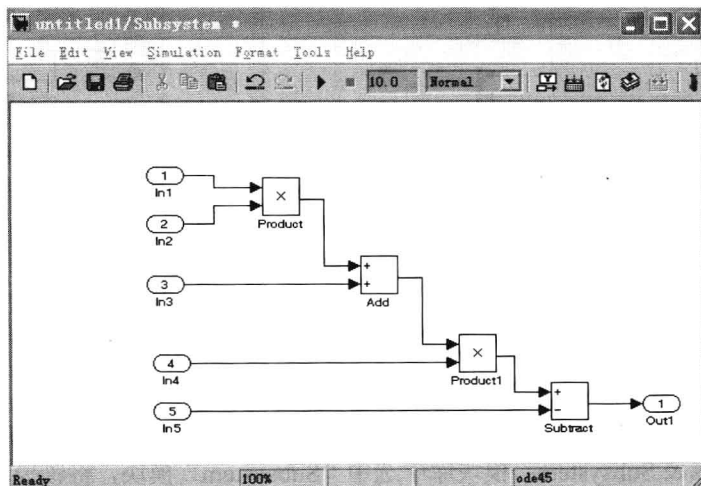 untitled1/Subsystem *
File Edit View Simulation Format Tools Help
10.0 Normal
1
In1
×
Product
2
In2
+
+
Add
3
In3
×
Product1
4
In4
+
−
Subtract
5
In5
1
Out1
Ready 100% ode45